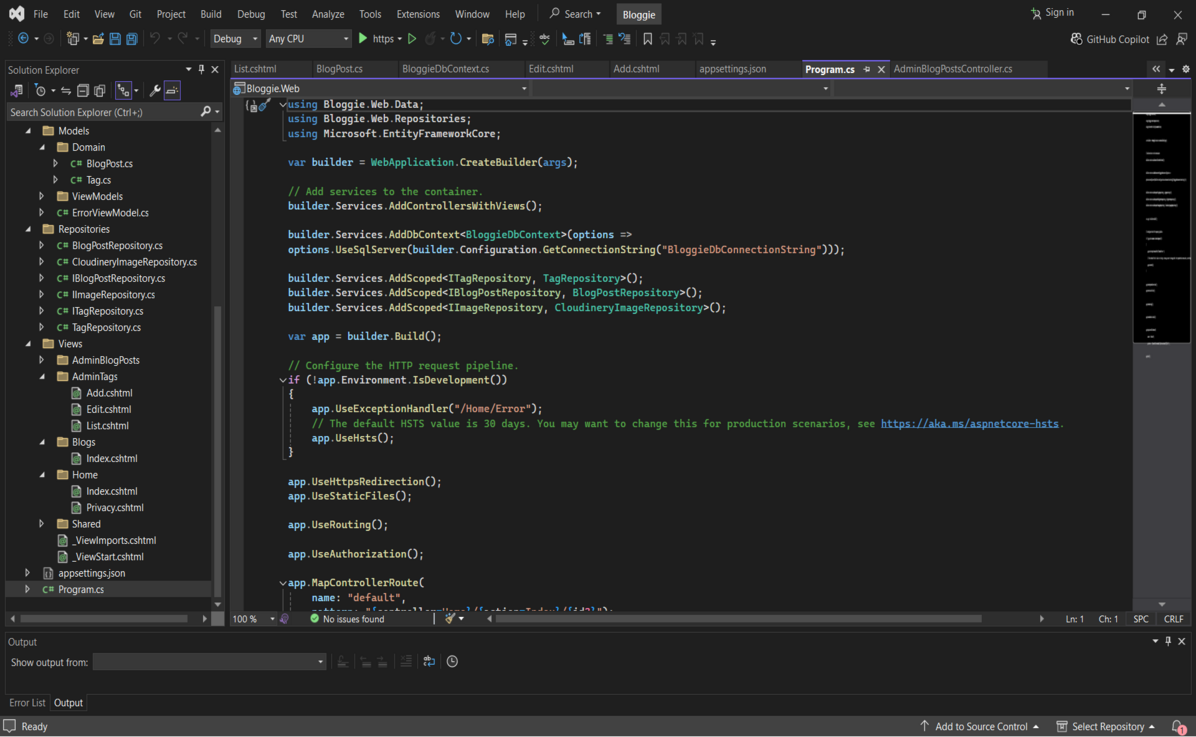 File Edit View Git Project Build Debug Test Analyze Tools Extensions Window Help Search Bloggie Sign in
Debug Any CPU https GitHub Copilot
Solution Explorer
Search Solution Explorer (Ctrl+;)
Models
Domain
C# BlogPost.cs
C# Tag.cs
ViewModels
C# ErrorViewModel.cs
Repositories
C# BlogPostRepository.cs
C# CloudineryImageRepository.cs
C# IBlogPostRepository.cs
C# IImageRepository.cs
C# ITagRepository.cs
C# TagRepository.cs
Views
AdminBlogPosts
AdminTags
Add.cshtml
Edit.cshtml
List.cshtml
Blogs
Index.cshtml
Home
Index.cshtml
Privacy.cshtml
Shared
_ViewImports.cshtml
_ViewStart.cshtml
appsettings.json
C# Program.cs
List.cshtml BlogPost.cs BloggieDbContext.cs Edit.cshtml Add.cshtml appsettings.json Program.cs AdminBlogPostsController.cs
Bloggie.Web
using Bloggie.Web.Data;
using Bloggie.Web.Repositories;
using Microsoft.EntityFrameworkCore;
var builder = WebApplication.CreateBuilder(args);
// Add services to the container.
builder.Services.AddControllersWithViews();
builder.Services.AddDbContext<BloggieDbContext>(options =>
options.UseSqlServer(builder.Configuration.GetConnectionString("BloggieDbConnectionString")));
builder.Services.AddScoped<ITagRepository, TagRepository>();
builder.Services.AddScoped<IBlogPostRepository, BlogPostRepository>();
builder.Services.AddScoped<IImageRepository, CloudineryImageRepository>();
var app = builder.Build();
// Configure the HTTP request pipeline.
if (!app.Environment.IsDevelopment())
{
app.UseExceptionHandler("/Home/Error");
// The default HSTS value is 30 days. You may want to change this for production scenarios, see https://aka.ms/aspnetcore-hsts.
app.UseHsts();
}
app.UseHttpsRedirection();
app.UseStaticFiles();
app.UseRouting();
app.UseAuthorization();
app.MapControllerRoute(
name: "default",
100 % No issues found Ln: 1 Ch: 1 SPC CRLF
Output
Show output from:
Error List Output
Ready Add to Source Control Select Repository 1